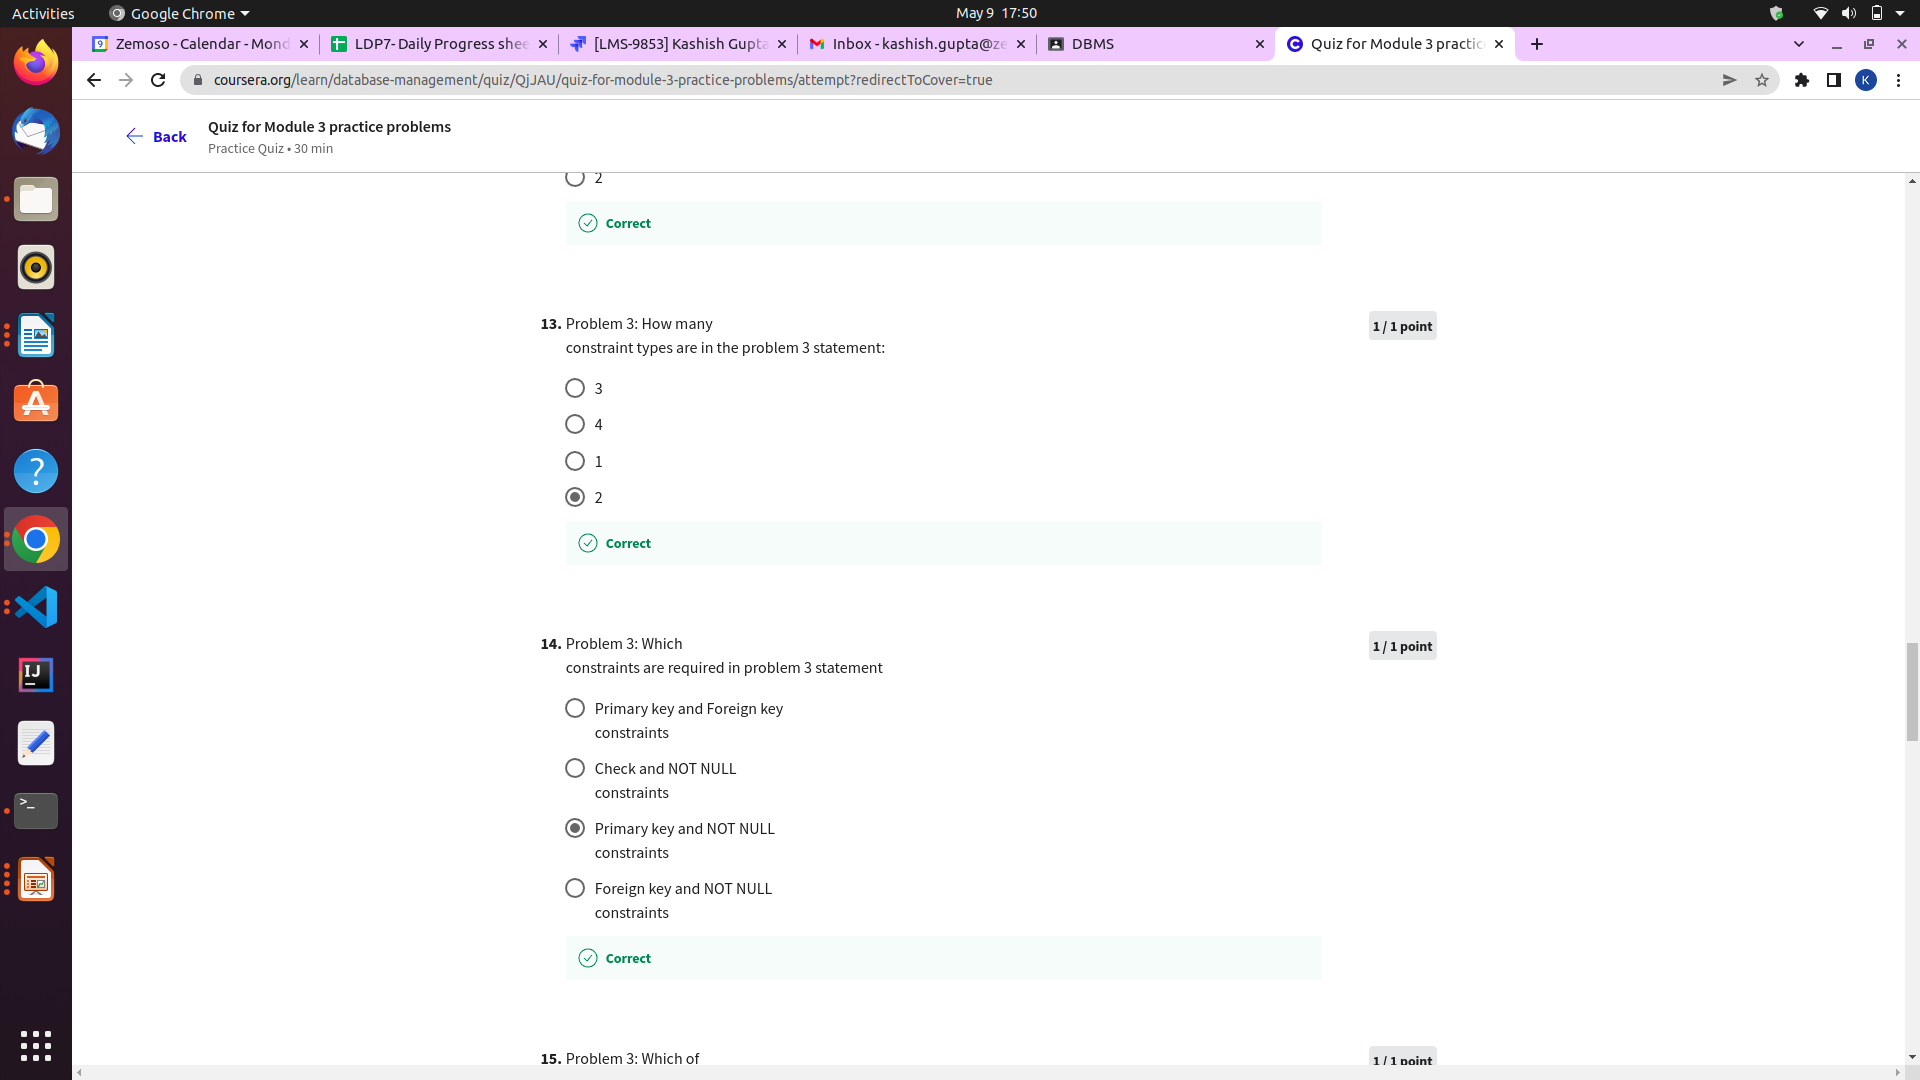 Activities
Google Chrome
May 9 17:50
Zemoso - Calendar - Mond
LDP7- Daily Progress shee
[LMS-9853] Kashish Gupta
Inbox - kashish.gupta@ze
DBMS
Quiz for Module 3 practic
coursera.org/learn/database-management/quiz/QjJAU/quiz-for-module-3-practice-problems/attempt?redirectToCover=true
K
Back
Quiz for Module 3 practice problems
Practice Quiz • 30 min
2
Correct
13. Problem 3: How many
constraint types are in the problem 3 statement:
1 / 1 point
3
4
1
2
Correct
14. Problem 3: Which
constraints are required in problem 3 statement
1 / 1 point
Primary key and Foreign key
constraints
Check and NOT NULL
constraints
Primary key and NOT NULL
constraints
Foreign key and NOT NULL
constraints
Correct
15. Problem 3: Which of
1 / 1 point